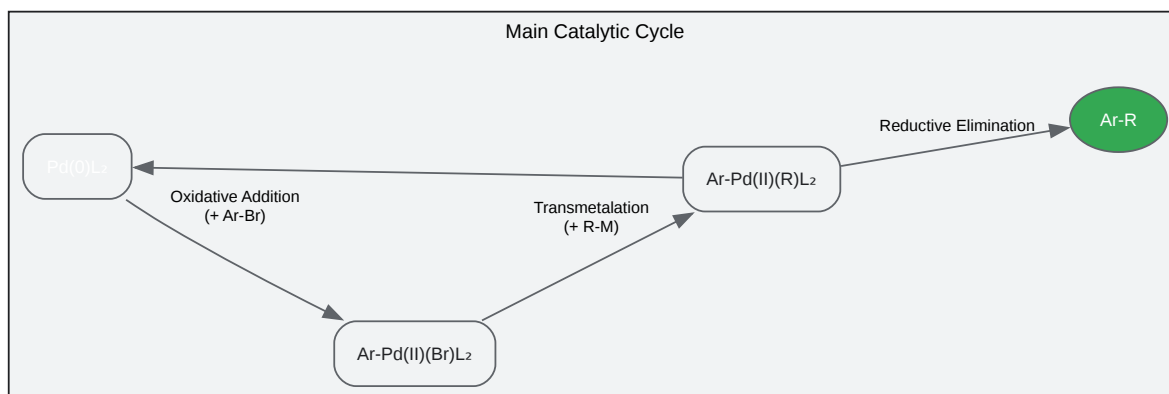 Main Catalytic Cycle
Ar-R
Reductive Elimination
Pd(0)L₂
Ar-Pd(II)(R)L₂
Oxidative Addition
(+ Ar-Br)
Transmetalation
(+ R-M)
Ar-Pd(II)(Br)L₂